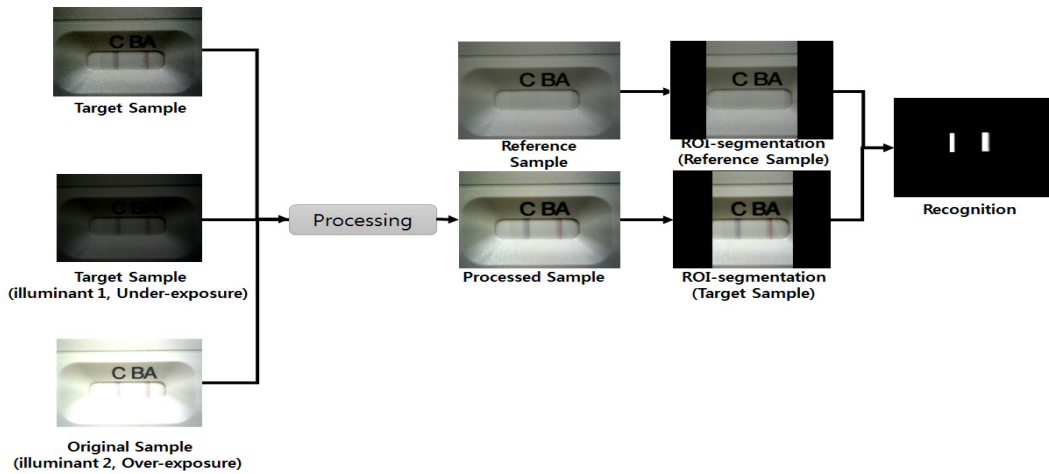 C BA
Target Sample
C BA
Target Sample
(illuminant 1, Under-exposure)
C BA
Original Sample
(illuminant 2, Over-exposure)
Processing
C BA
Reference
Sample
C BA
Processed Sample
C BA
ROI-segmentation
(Reference Sample)
C BA
ROI-segmentation
(Target Sample)
Recognition